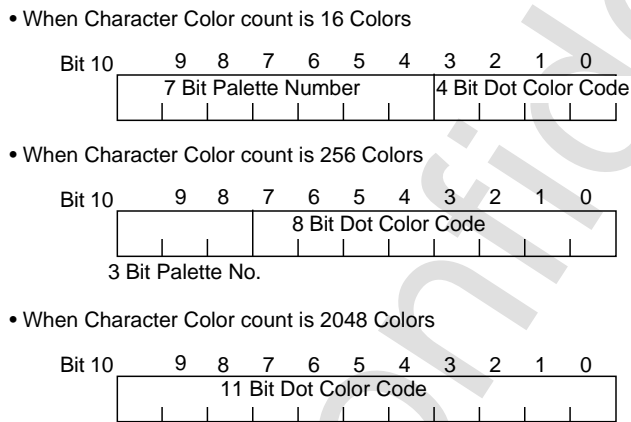 • When Character Color count is 16 Colors
Bit 10 9 8 7 6 5 4 3 2 1 0
7 Bit Palette Number 4 Bit Dot Color Code
• When Character Color count is 256 Colors
Bit 10 9 8 7 6 5 4 3 2 1 0
8 Bit Dot Color Code
3 Bit Palette No.
• When Character Color count is 2048 Colors
Bit 10 9 8 7 6 5 4 3 2 1 0
11 Bit Dot Color Code